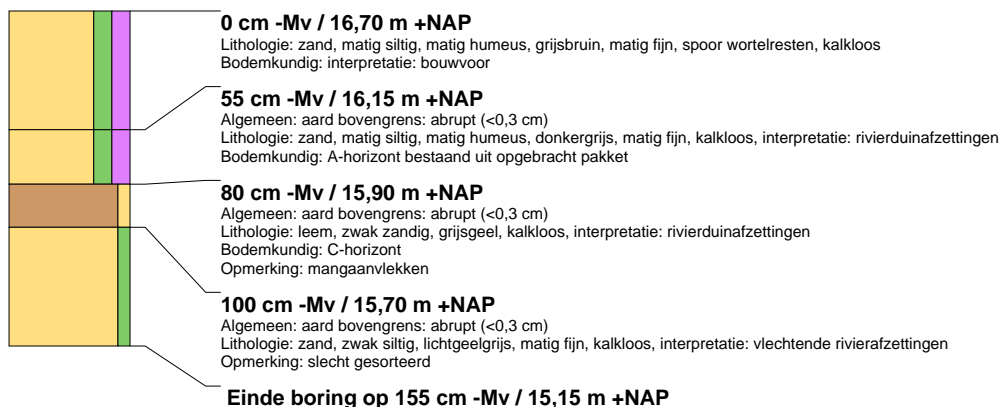 0 cm -Mv / 16,70 m +NAP
Lithologie: zand, matig siltig, matig humeus, grijsbruin, matig fijn, spoor wortelresten, kalkloos
Bodemkundig: interpretatie: bouwvoor
55 cm -Mv / 16,15 m +NAP
Algemeen: aard bovengrens: abrupt (<0,3 cm)
Lithologie: zand, matig siltig, matig humeus, donkergrijs, matig fijn, kalkloos, interpretatie: rivierduinafzettingen
Bodemkundig: A-horizont bestaand uit opgebracht pakket
80 cm -Mv / 15,90 m +NAP
Algemeen: aard bovengrens: abrupt (<0,3 cm)
Lithologie: leem, zwak zandig, grijsgeel, kalkloos, interpretatie: rivierduinafzettingen
Bodemkundig: C-horizont
Opmerking: mangaanvlekken
100 cm -Mv / 15,70 m +NAP
Algemeen: aard bovengrens: abrupt (<0,3 cm)
Lithologie: zand, zwak siltig, lichtgeelgrijs, matig fijn, kalkloos, interpretatie: vlechtende rivierafzettingen
Opmerking: slecht gesorteerd
Einde boring op 155 cm -Mv / 15,15 m +NAP